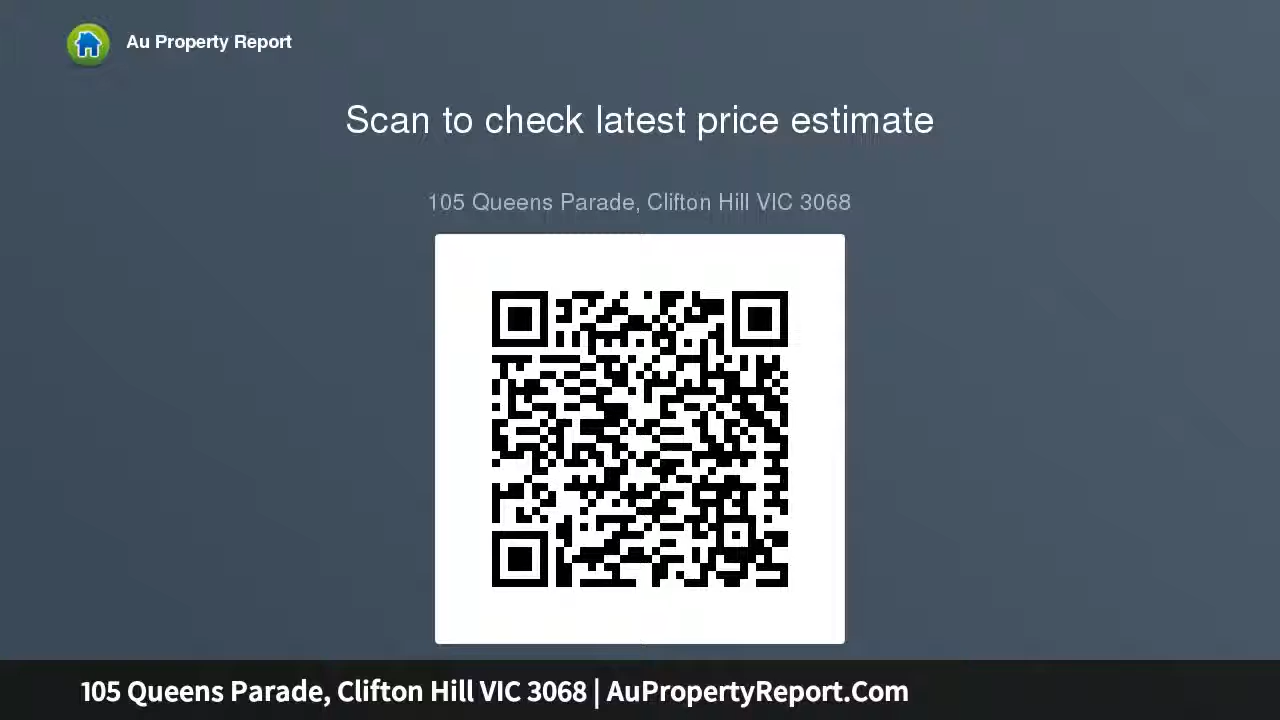 Au Property Report
Scan to check latest price estimate
105 Queens Parade, Clifton Hill VIC 3068
105 Queens Parade, Clifton Hill VIC 3068 | AuPropertyReport.Com